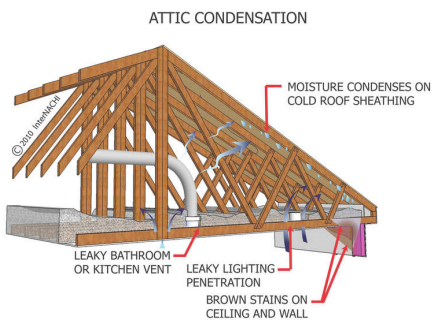 ATTIC CONDENSATION
© 2010 InterNACHI
MOISTURE CONDENSES ON
COLD ROOF SHEATHING
LEAKY BATHROOM
OR KITCHEN VENT
LEAKY LIGHTING
PENETRATION
BROWN STAINS ON
CEILING AND WALL